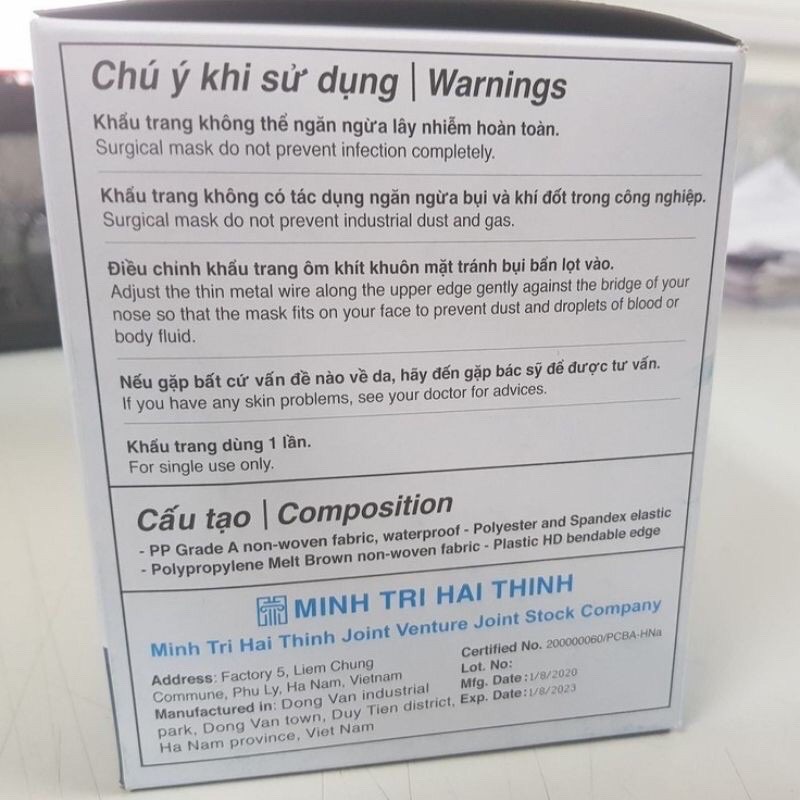 Chú ý khi sử dụng | Warnings
Khẩu trang không thể ngăn ngừa lây nhiễm hoàn toàn.
Surgical mask do not prevent infection completely.
Khẩu trang không có tác dụng ngăn ngừa bụi và khí đốt trong công nghiệp.
Surgical mask do not prevent industrial dust and gas.
Điều chỉnh khẩu trang ôm khít khuôn mặt tránh bụi bẩn lọt vào.
Adjust the thin metal wire along the upper edge gently against the bridge of your
nose so that the mask fits on your face to prevent dust and droplets of blood or
body fluid.
Nếu gặp bất cứ vấn đề nào về da, hãy đến gặp bác sỹ để được tư vấn.
If you have any skin problems, see your doctor for advices.
Khẩu trang dùng 1 lần.
For single use only.
Cấu tạo | Composition
- PP Grade A non-woven fabric, waterproof - Polyester and Spandex elastic
- Polypropylene Melt Brown non-woven fabric - Plastic HD bendable edge
MINH TRI HAI THINH
Minh Tri Hai Thinh Joint Venture Joint Stock Company
Address: Factory 5, Liem Chung
Commune, Phu Ly, Ha Nam, Vietnam
Manufactured in: Dong Van industrial
park, Dong Van town, Duy Tien district,
Ha Nam province, Viet Nam
Certified No. 200000060/PCBA-HNa
Lot. No:
Mfg. Date:1/8/2020
Exp. Date:1/8/2023